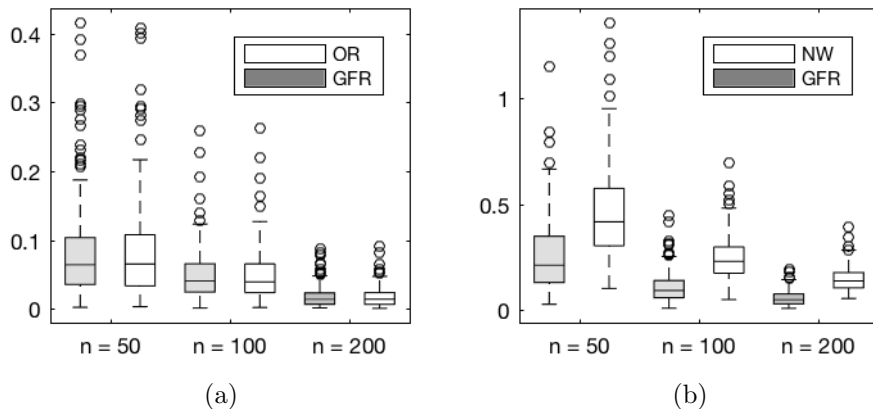 0.4
0.3
0.2
0.1
0
OR
GFR
n = 50
n = 100
n = 200
(a)
1
0.5
0
NW
GFR
n = 50
n = 100
n = 200
(b)